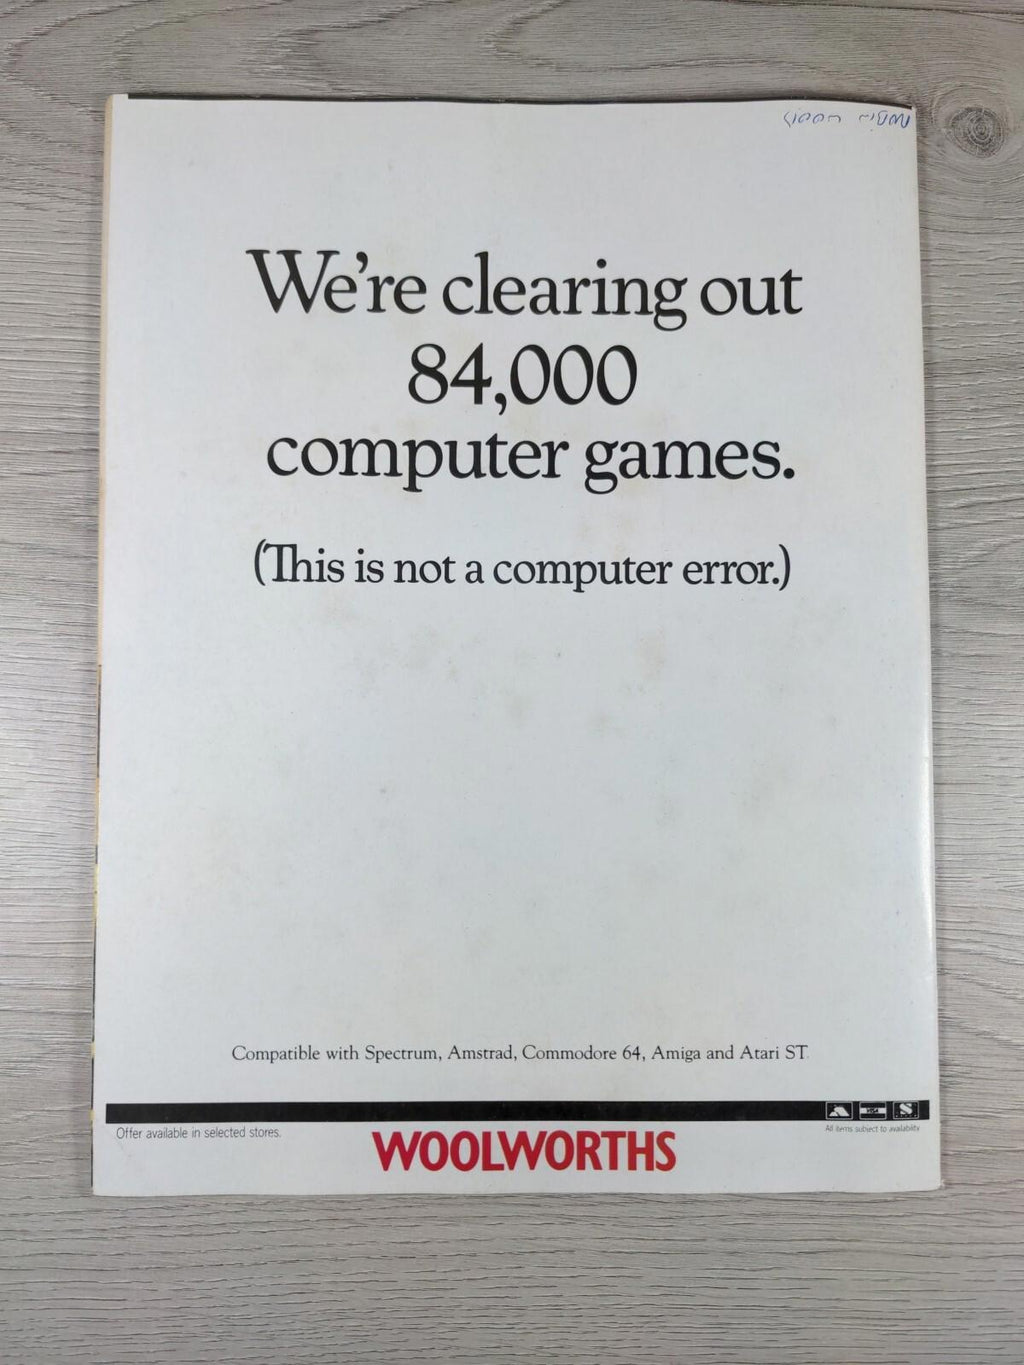 We're clearing out
84,000
computer games.
(This is not a computer error.)
Compatible with Spectrum, Amstrad, Commodore 64, Amiga and Atari ST.
VISA
Offer available in selected stores.
All items subject to availability
WOOLWORTHS